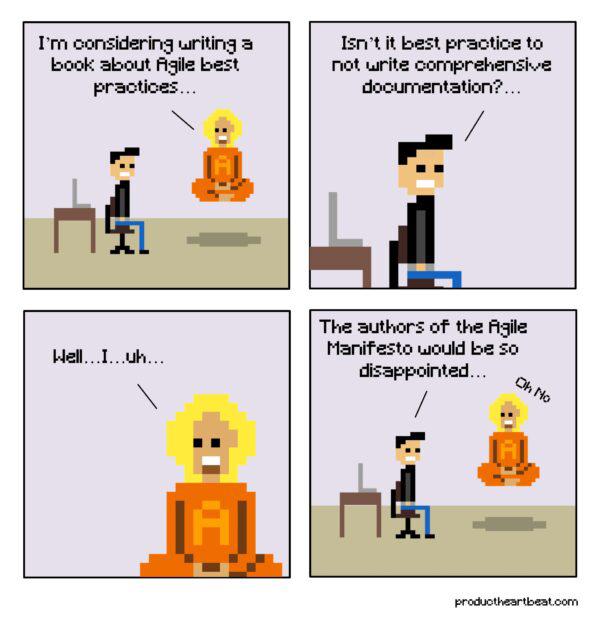 I'm considering writing a
book about Agile best
practices...
A
Isn't it best practice to
not write comprehensive
documentation?...
Well...I...uh...
A
The authors of the Agile
Manifesto would be so
disappointed...
Oh No
A
productheartbeat.com